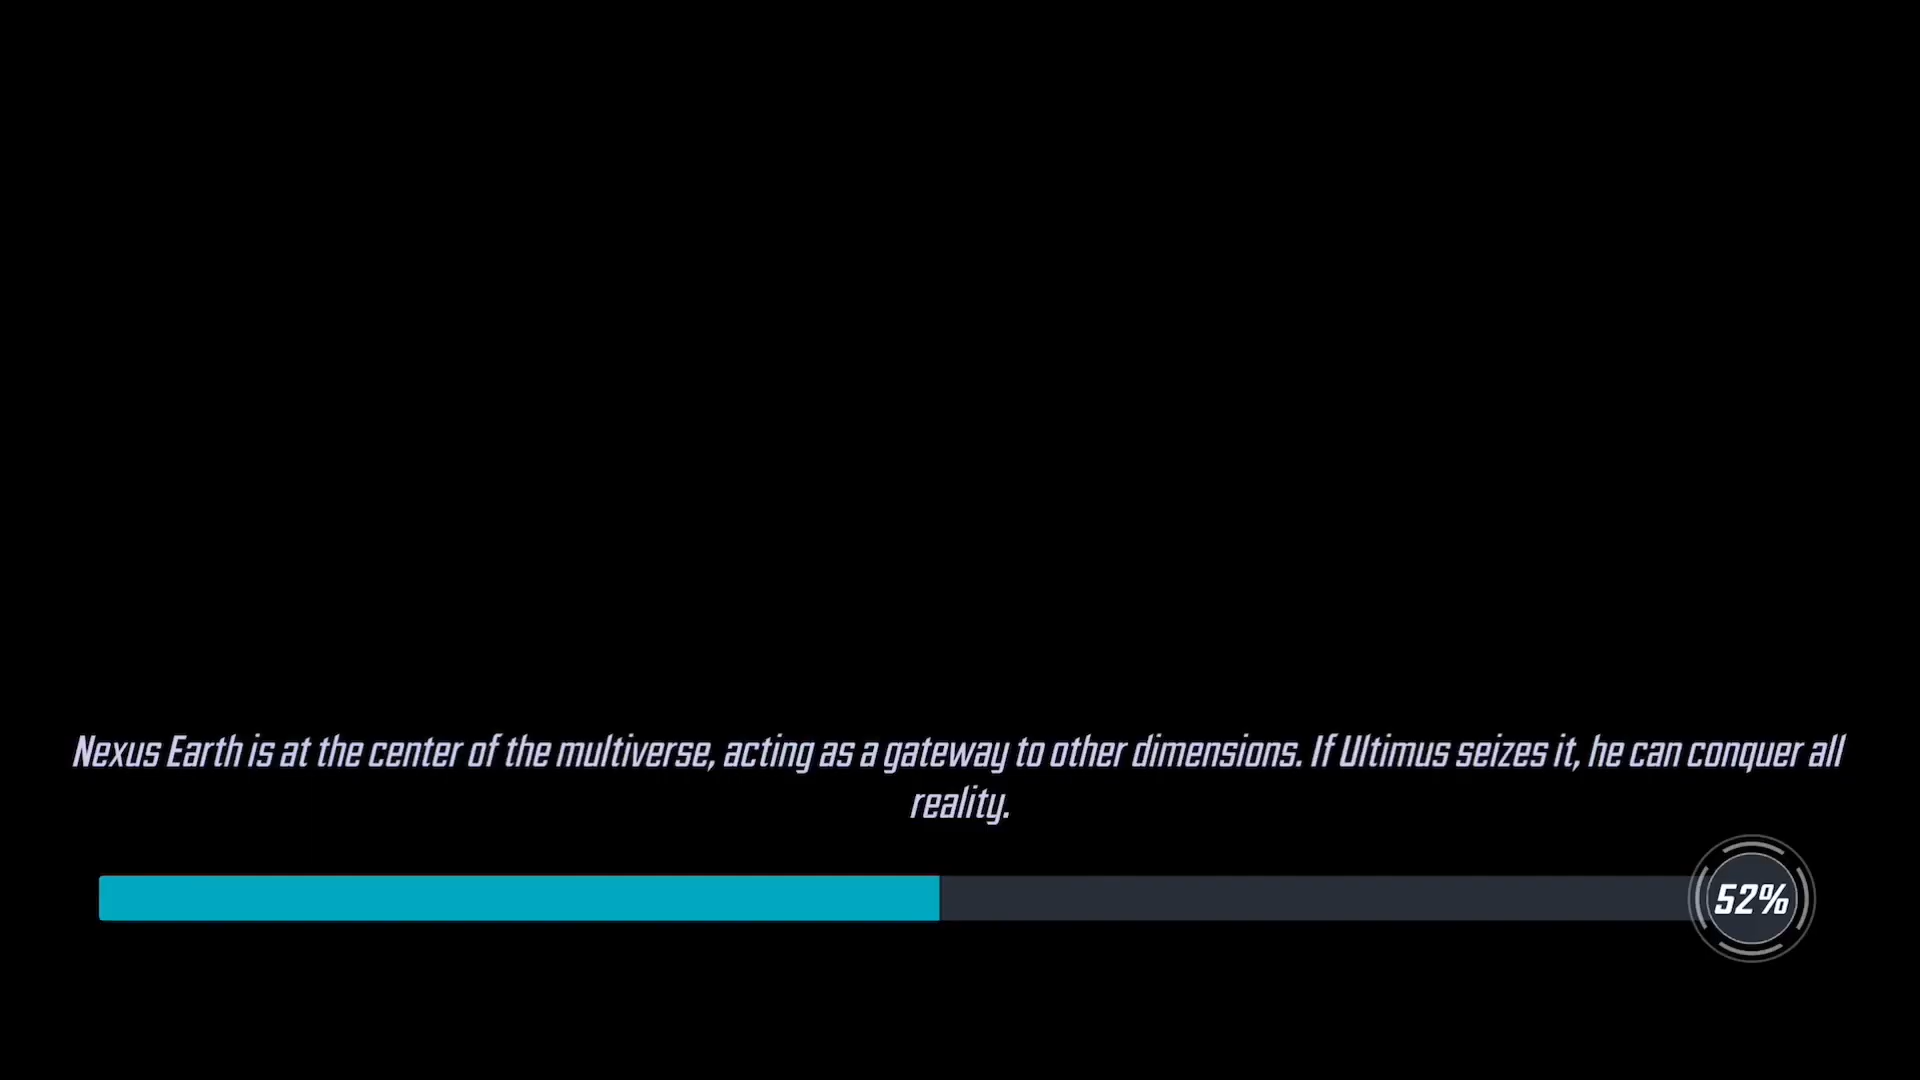 Nexus Earth is at the center of the multiverse, acting as a gateway to other dimensions. If Ultimus seizes it, he can conquer all
reality.
52%